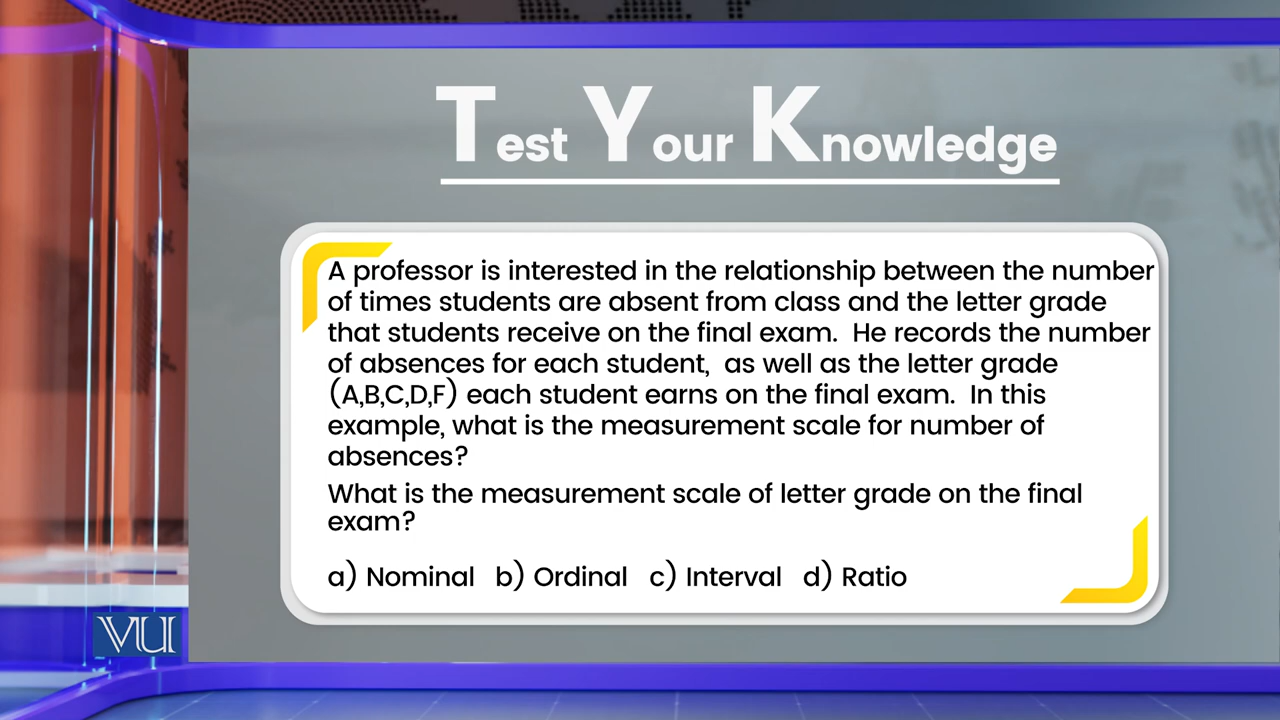 Test Your Knowledge
A professor is interested in the relationship between the number
of times students are absent from class and the letter grade
that students receive on the final exam. He records the number
of absences for each student, as well as the letter grade
(A,B,C,D,F) each student earns on the final exam. In this
example, what is the measurement scale for number of
absences?
What is the measurement scale of letter grade on the final
exam?
a) Nominal b) Ordinal c) Interval d) Ratio
VU